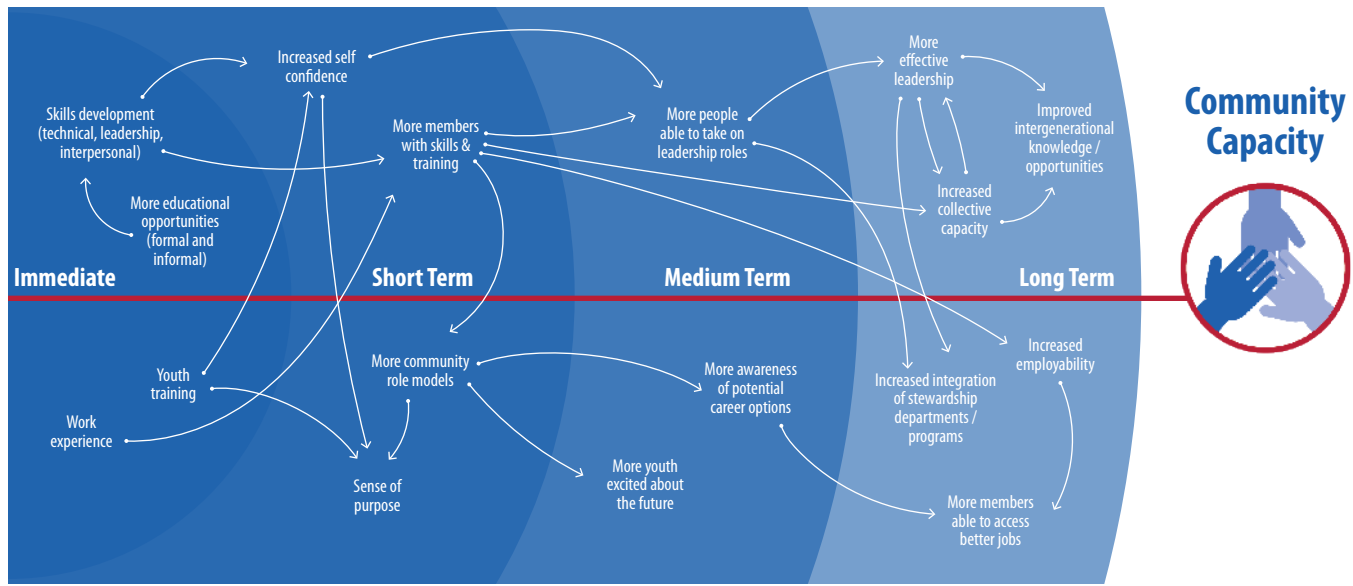 Increased self
confidence
Skills development
(technical, leadership,
interpersonal)
More educational
opportunities
(formal and
informal)
More members
with skills &
training
More people
able to take on
leadership roles
More
effective
leadership
Improved
intergenerational
knowledge /
opportunities
Increased
collective
capacity
Community
Capacity
Immediate
Short Term
Medium Term
Long Term
Youth
training
Work
experience
More community
role models
Sense of
purpose
More awareness
of potential
career options
More youth
excited about
the future
Increased integration
of stewardship
departments /
programs
Increased
employability
More members
able to access
better jobs